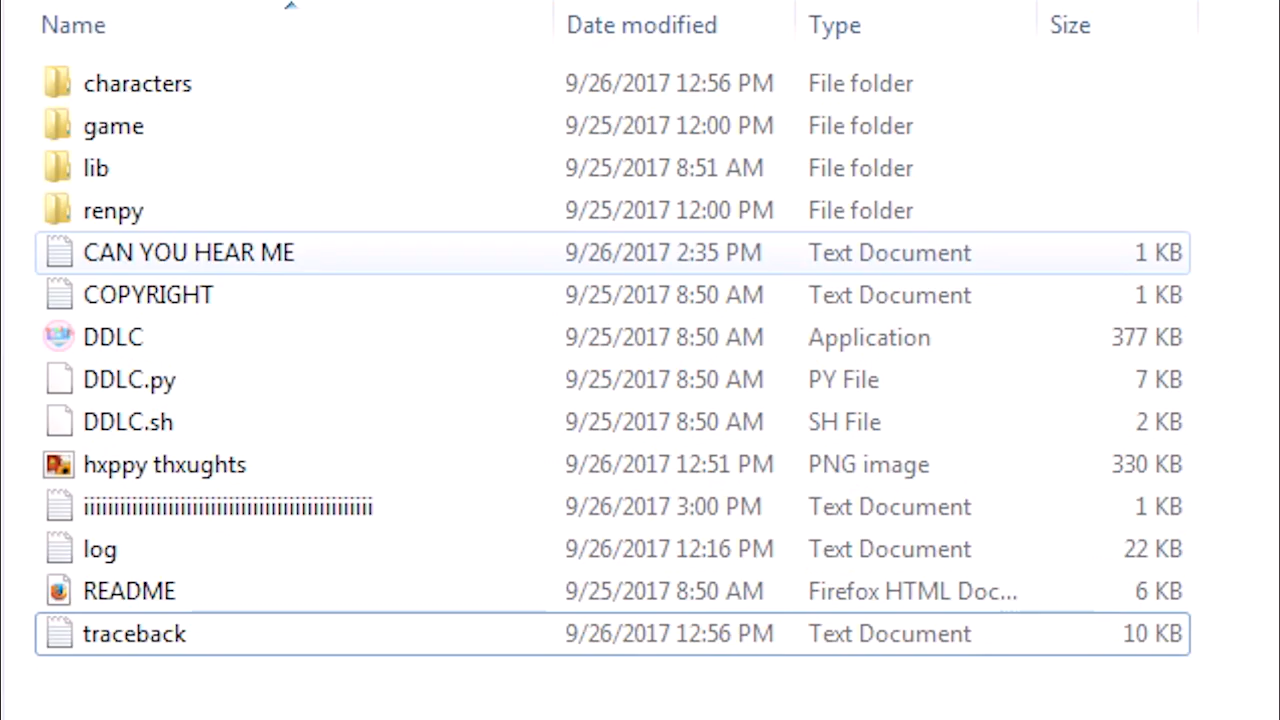 Name Date modified Type Size
characters 9/26/2017 12:56 PM File folder
game 9/25/2017 12:00 PM File folder
lib 9/25/2017 8:51 AM File folder
renpy 9/25/2017 12:00 PM File folder
CAN YOU HEAR ME 9/26/2017 2:35 PM Text Document 1 KB
COPYRIGHT 9/25/2017 8:50 AM Text Document 1 KB
DDLC 9/25/2017 8:50 AM Application 377 KB
DDLC.py 9/25/2017 8:50 AM PY File 7 KB
DDLC.sh 9/25/2017 8:50 AM SH File 2 KB
hxppy thxughts 9/26/2017 12:51 PM PNG image 330 KB
iiiiiiiiiiiiiiiiiiiiiiiiiiiiiiiiiiiiiiiiiiiiiiii 9/26/2017 3:00 PM Text Document 1 KB
log 9/26/2017 12:16 PM Text Document 22 KB
README 9/25/2017 8:50 AM Firefox HTML Doc... 6 KB
traceback 9/26/2017 12:56 PM Text Document 10 KB